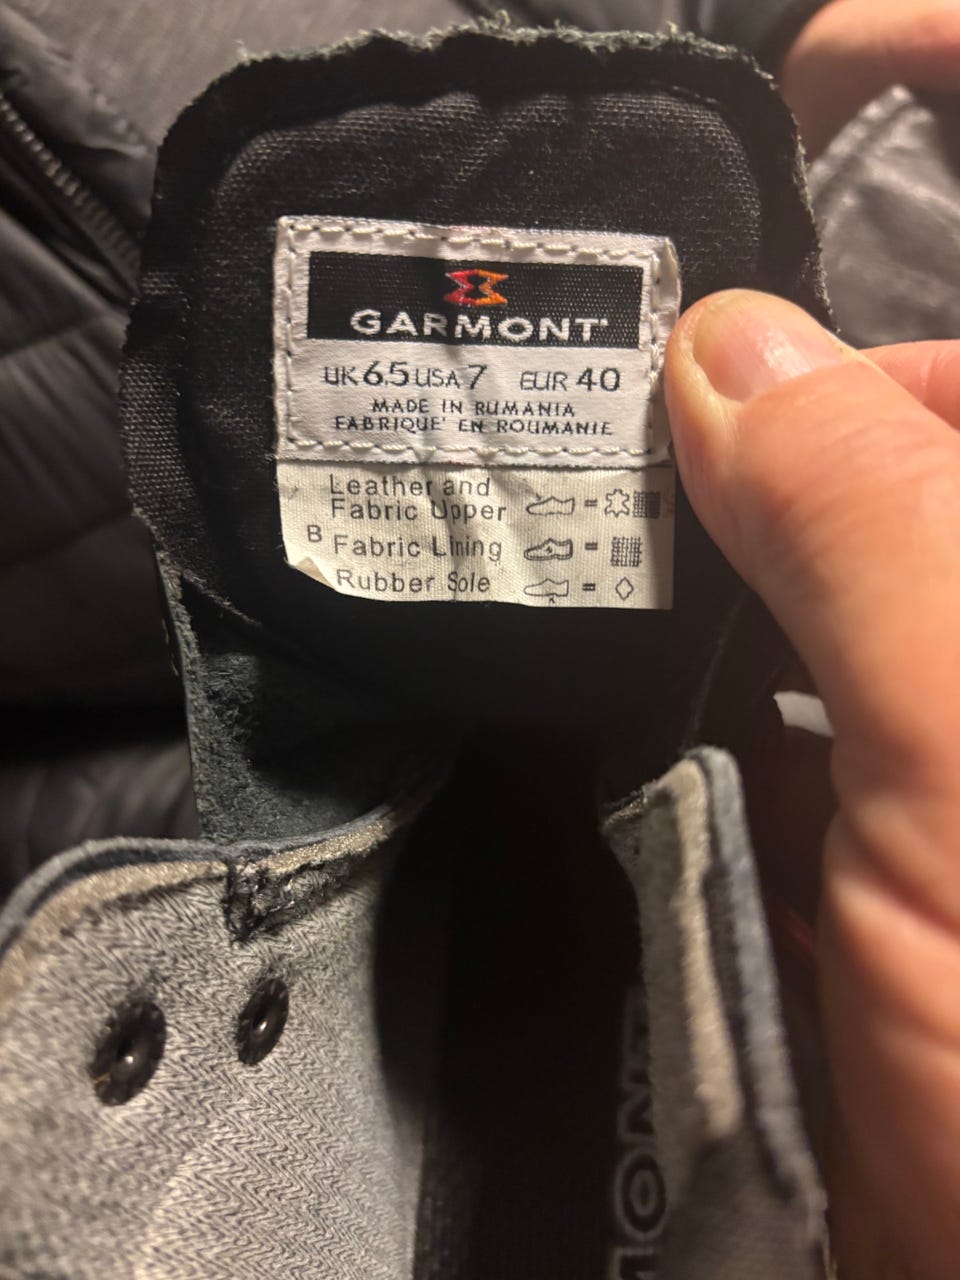 GARMONT
UK 6.5 USA 7 EUR 40
MADE IN RUMANIA
FABRIQUE' EN ROUMANIE
Leather and
Fabric Upper =
B Fabric Lining =
Rubber Sole =
MONT